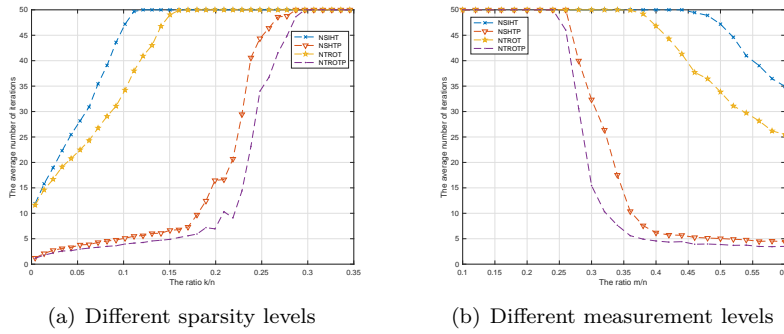 50
45
40
35
30
25
20
15
10
5
0
The average number of iterations
0 0.05 0.1 0.15 0.2 0.25 0.3 0.35
The ratio k/n
NSIHT
NSHTP
NTROT
NTROTP
(a) Different sparsity levels
50
45
40
35
30
25
20
15
10
5
0
The average number of iterations
0.1 0.15 0.2 0.25 0.3 0.35 0.4 0.45 0.5 0.55 0.6
The ratio m/n
NSIHT
NSHTP
NTROT
NTROTP
(b) Different measurement levels